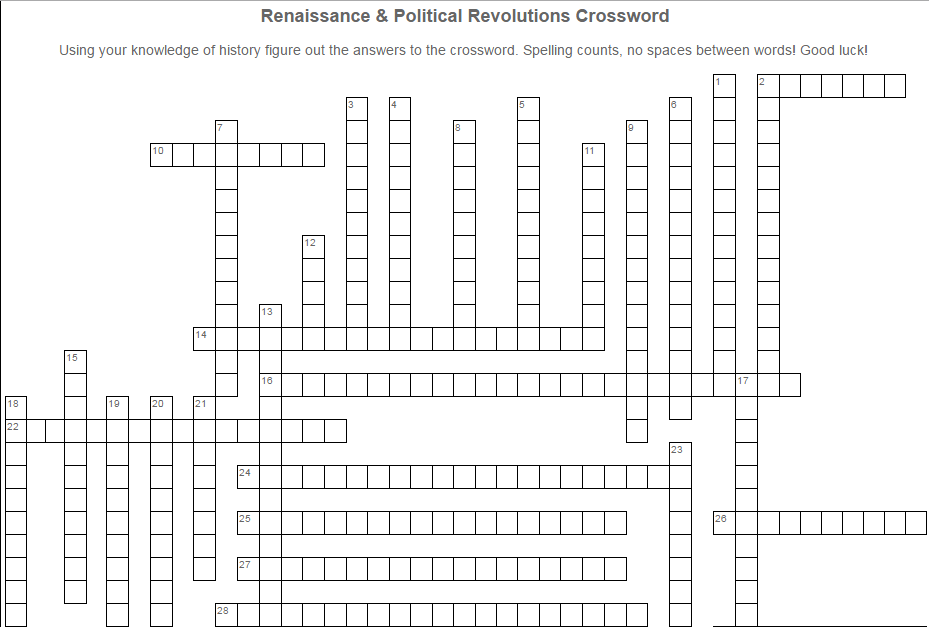 Renaissance & Political Revolutions Crossword
Using your knowledge of history figure out the answers to the crossword. Spelling counts, no spaces between words! Good luck!
1 2
3 4 5 6
7 8 9
10 11
12
13
14
15
16 17
18 19 20 21
22
23
24
25 26
27
28